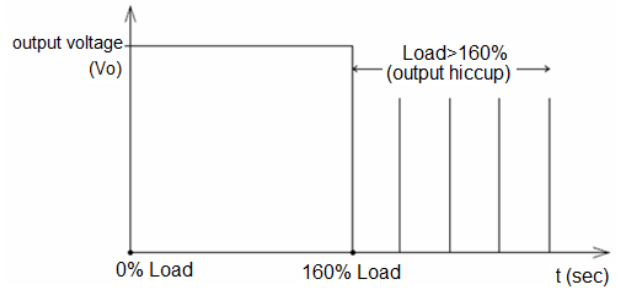 output voltage
(Vo)
Load>160%
(output hiccup)
0% Load
160% Load
t (sec)